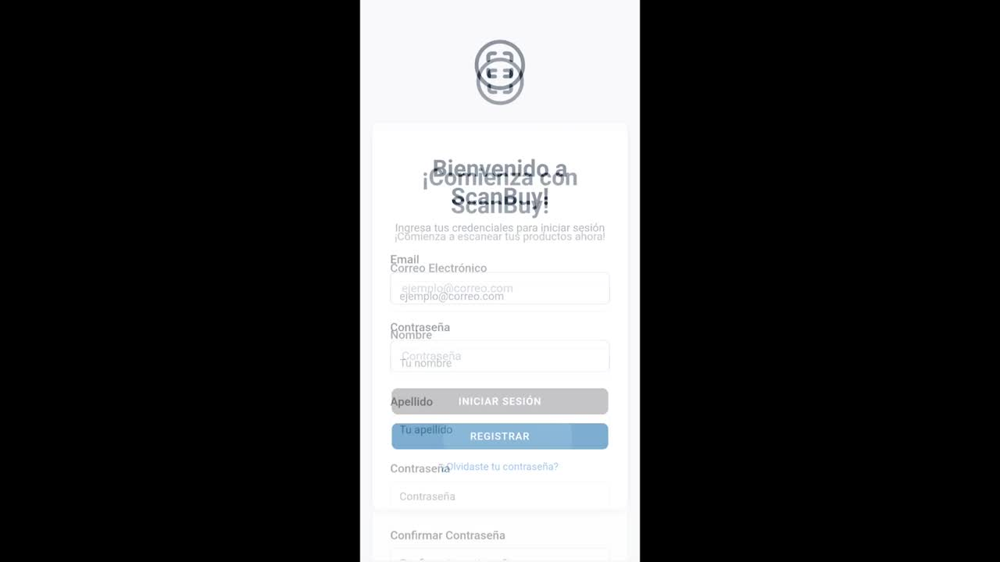 Bienvenido a
¡Comienza con
ScanBuy!
ScanBuy!
Ingresa tus credenciales para iniciar sesión
¡Comienza a escanear tus productos ahora!
Email
Correo Electrónico
ejemplo@correo.com
ejemplo@correo.com
Contraseña
Nombre
Contraseña
Tu nombre
Apellido
INICIAR SESIÓN
Tu apellido
REGISTRAR
¿Olvidaste tu contraseña?
Contraseña
Contraseña
Confirmar Contraseña